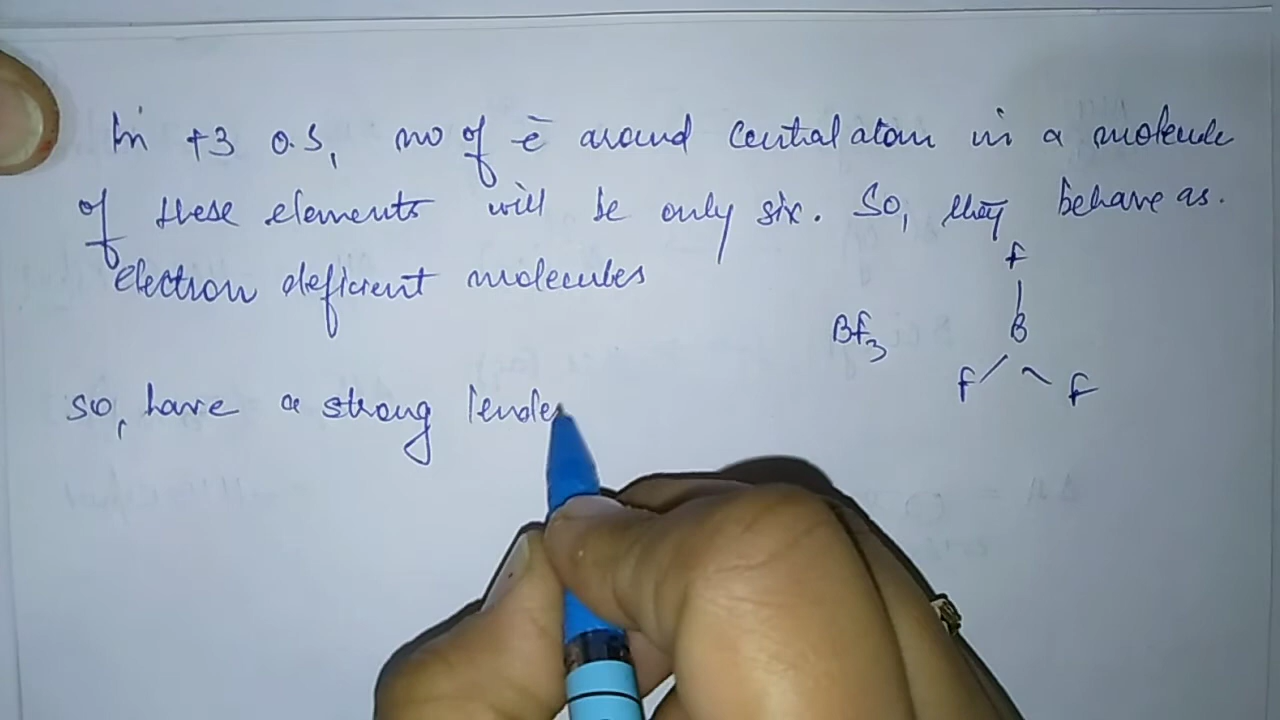 In +3 O.S, no of ē around Central atom in a molecule
of these elements will be only six. So, they behave as.
electron deficient molecules
F
BF3
B
F F
so, have a strong tende